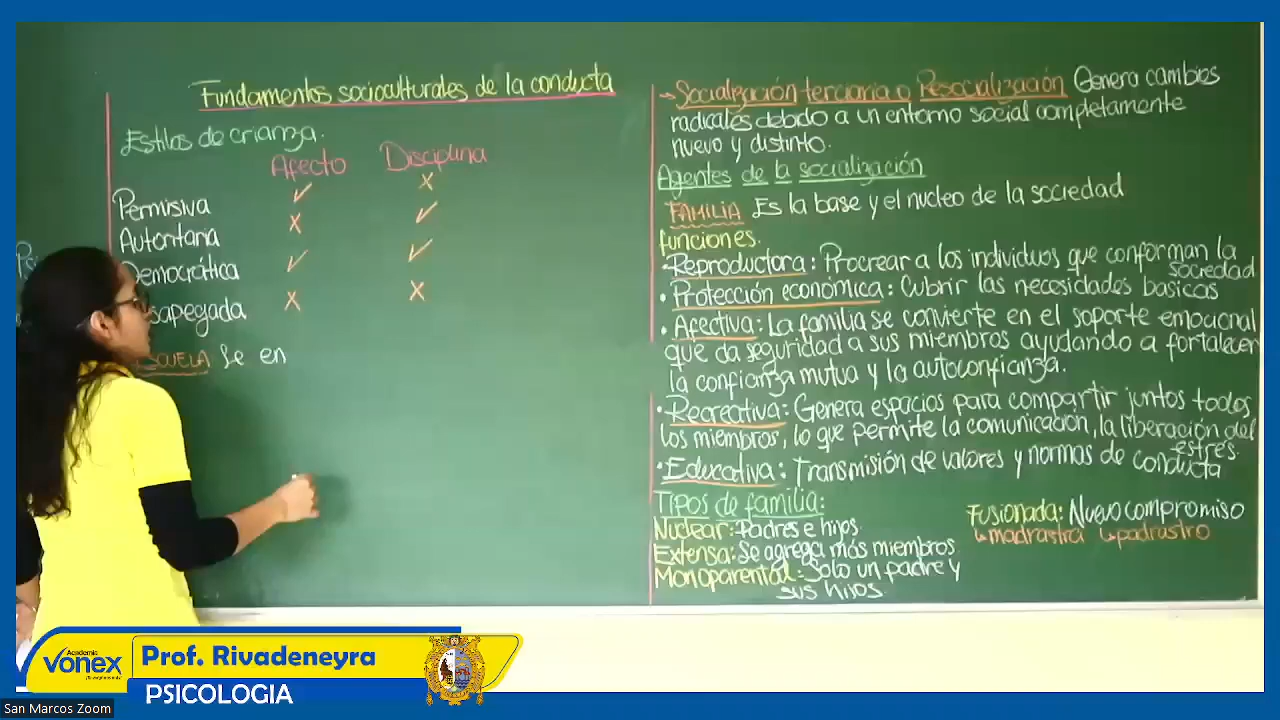 Fundamentos socioculturales de la conducta
Estilos de crianza.
Afecto Disciplina
Permisiva ✓ X
Autoritaria X ✓
Democrática ✓ ✓
sapegada X X
ESCUELA Se en
→ Socialización terciaria o Resocialización Genera cambios
radicales debido a un entorno social completamente
nuevo y distinto.
Agentes de la socialización
FAMILIA Es la base y el nucleo de la sociedad
funciones.
• Reproductora: Procrear a los individuos que conforman la
sociedad
• Protección económica: Cubrir las necesidades basicas
• Afectiva: La familia se convierte en el soporte emocional
que da seguridad a sus miembros ayudando a fortalecer
la confianza mutua y la autoconfianza.
• Recreativa: Genera espacios para compartir juntos todos
los miembros, lo que permite la comunicación, la liberación del
estrés.
• Educativa: Transmisión de valores y normas de conducta
Tipos de familia:
Nuclear: Padres e hijos
Extensa: Se agrega más miembros
Monoparental: Solo un padre y
sus hijos.
Fusionada: Nuevo compromiso
↳madrastra ↳padrastro
Academia
vonex
Prof. Rivadeneyra
PSICOLOGIA
San Marcos Zoom